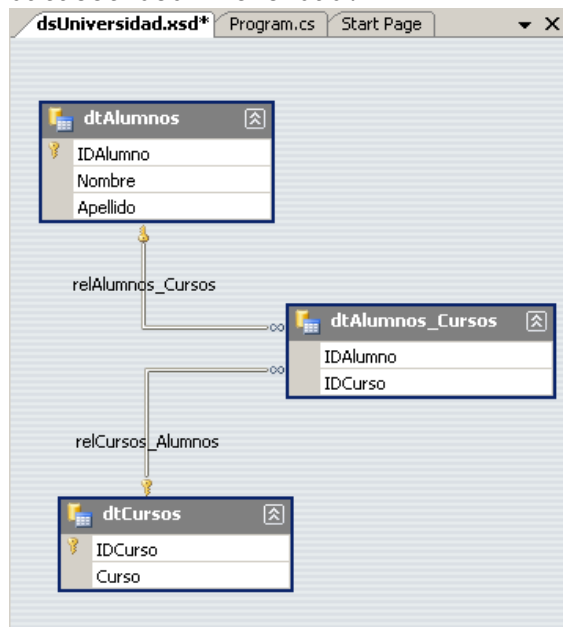 dsUniversidad.xsd* Program.cs Start Page
dtAlumnos
IDAlumno
Nombre
Apellido
relAlumnos_Cursos
dtAlumnos_Cursos
IDAlumno
IDCurso
relCursos_Alumnos
dtCursos
IDCurso
Curso